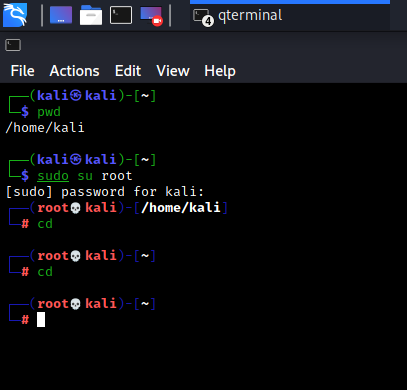 4 qterminal
File Actions Edit View Help
┌──(kali㉿kali)-[~]
└─$ pwd
/home/kali
┌──(kali㉿kali)-[~]
└─$ sudo su root
[sudo] password for kali:
┌──(root💀kali)-[/home/kali]
└─# cd
┌──(root💀kali)-[~]
└─# cd
┌──(root💀kali)-[~]
└─#